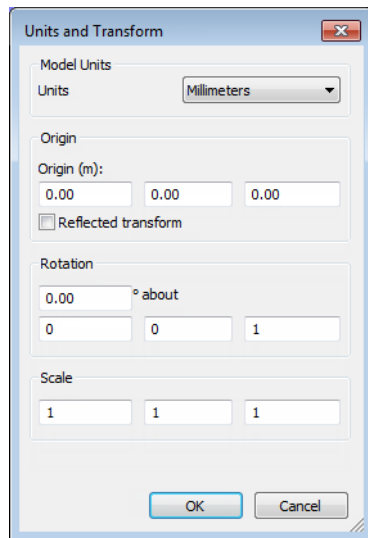 Units and Transform
Model Units
Units Millimeters
Origin
Origin (m):
0.00 0.00 0.00
Reflected transform
Rotation
0.00 ° about
0 0 1
Scale
1 1 1
OK Cancel